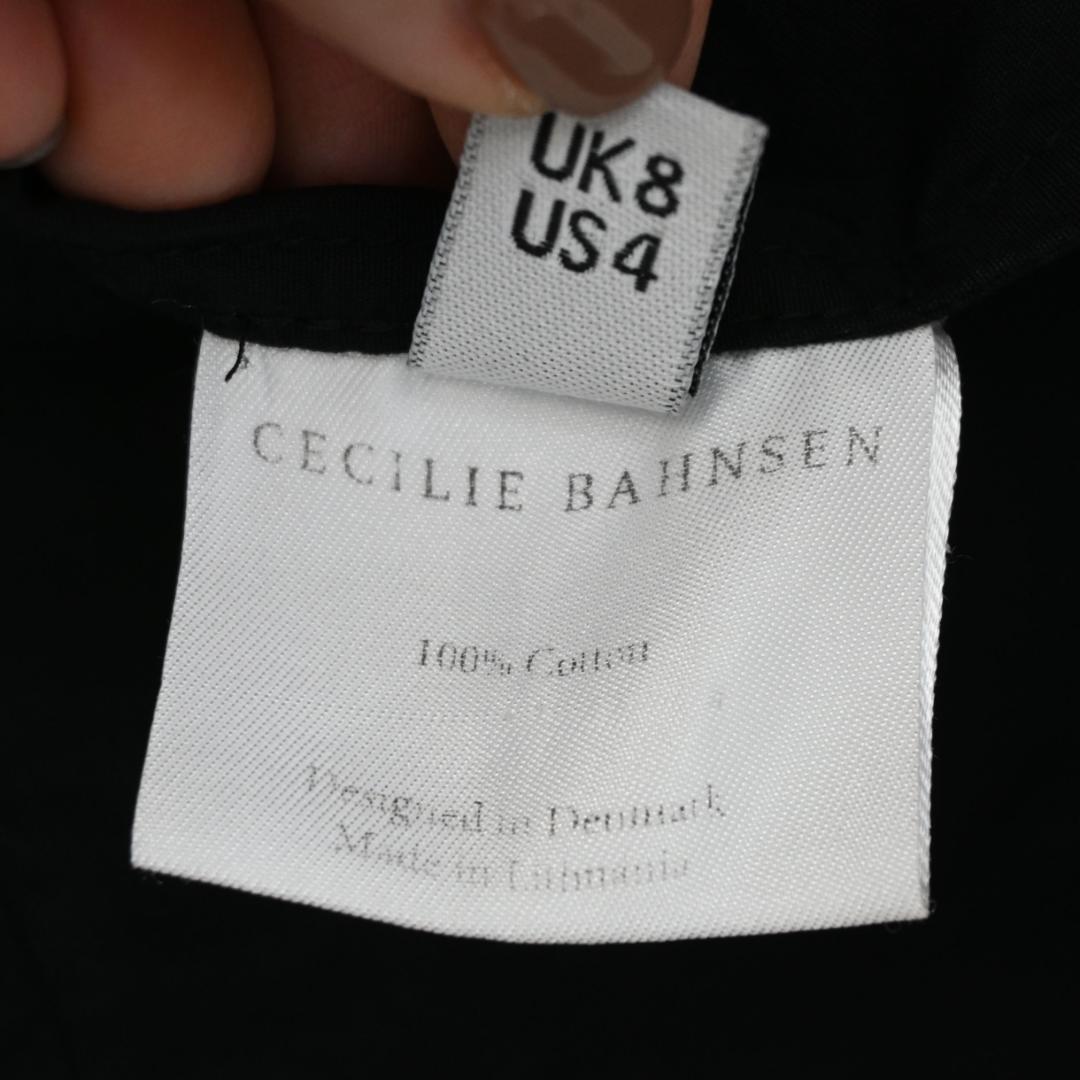 UK8
US4
CECILIE BAHNSEN
100% Cotton
Designed in Denmark
Made in Lithuania